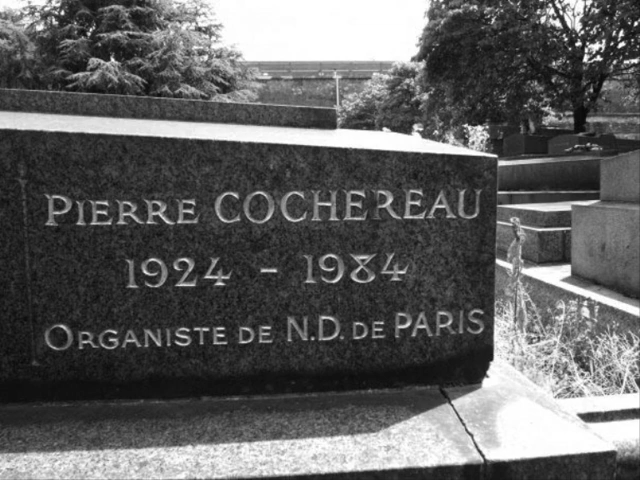 PIERRE COCHEREAU
1924 - 1984
ORGANISTE DE N.D. DE PARIS